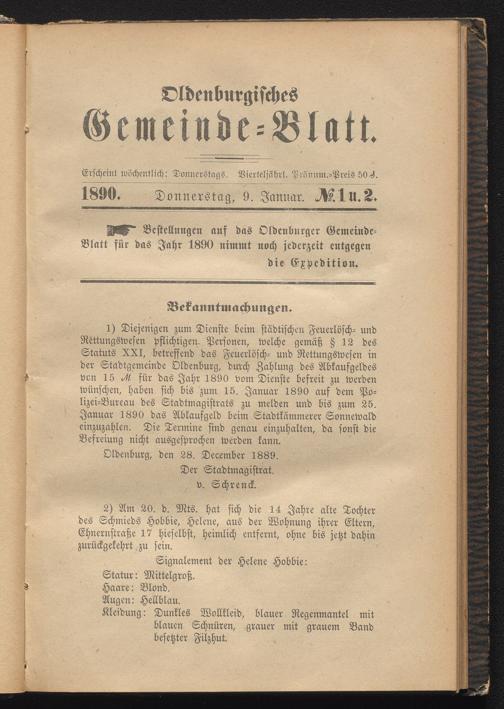 Oldenburgisches
Gemeinde-Blatt.
Erscheint wöchentlich: Donnerstags. Vierteljährl. Pränum.-Preis 50 ₰.
1890. Donnerstag, 9. Januar. №. 1 u. 2.
☛ Bestellungen auf das Oldenburger Gemeinde-
Blatt für das Jahr 1890 nimmt noch jederzeit entgegen
die Expedition.
Bekanntmachungen.
1) Diejenigen zum Dienste beim städtischen Feuerlösch- und
Rettungswesen pflichtigen Personen, welche gemäß § 12 des
Statuts XXI, betreffend das Feuerlösch- und Rettungswesen in
der Stadtgemeinde Oldenburg, durch Zahlung des Ablaufgeldes
von 15 ℳ für das Jahr 1890 vom Dienste befreit zu werden
wünschen, haben sich bis zum 15. Januar 1890 auf dem Po-
lizei-Bureau des Stadtmagistrats zu melden und bis zum 25.
Januar 1890 das Ablaufgeld beim Stadtkämmerer Sonnewald
einzuzahlen. Die Termine sind genau einzuhalten, da sonst die
Befreiung nicht ausgesprochen werden kann.
Oldenburg, den 28. December 1889.
Der Stadtmagistrat.
v. Schrenck.
2) Am 20. d. Mts. hat sich die 14 Jahre alte Tochter
des Schmieds Hobbie, Helene, aus der Wohnung ihrer Eltern,
Ehnernstraße 17 hieselbst, heimlich entfernt, ohne bis jetzt dahin
zurückgekehrt zu sein.
Signalement der Helene Hobbie:
Statur: Mittelgroß.
Haare: Blond.
Augen: Hellblau.
Kleidung: Dunkles Wollkleid, blauer Regenmantel mit
blauen Schnüren, grauer mit grauem Band
besetzter Filzhut.